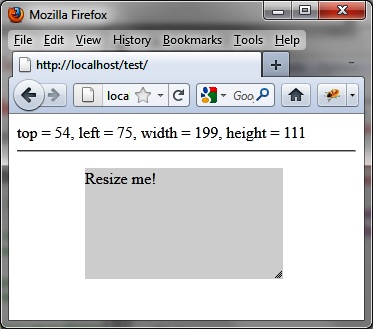 Mozilla Firefox
File Edit View History Bookmarks Tools Help
http://localhost/test/
loca Goo
top = 54, left = 75, width = 199, height = 111
Resize me!